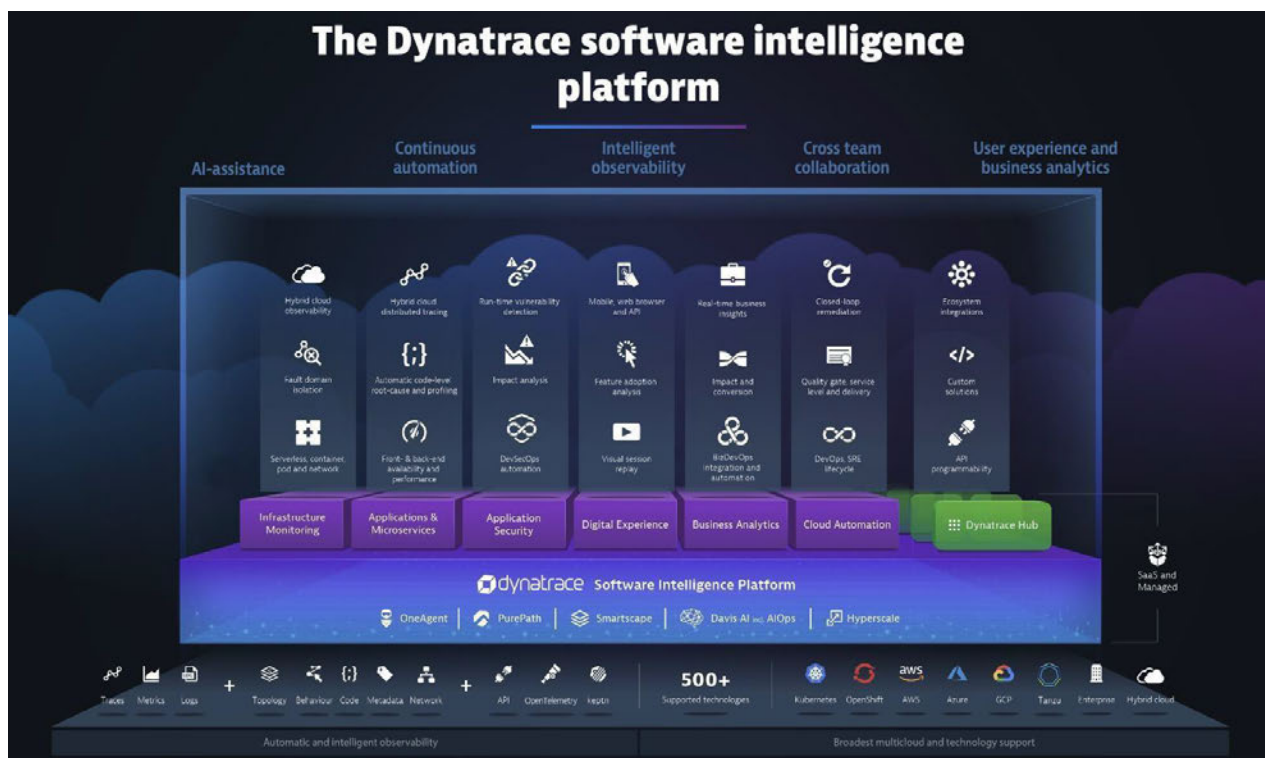 The Dynatrace software intelligence
platform
AI-assistance
Continuous
automation
Intelligent
observability
Cross team
collaboration
User experience and
business analytics
Hybrid cloud
observability
Hybrid cloud
distributed tracing
Run-time vulnerability
detection
Mobile, web browser
and API
Real-time business
insights
Closed-loop
remediation
Ecosystem
integrations
Fault domain
isolation
Automatic code-level
root-cause and profiling
Impact analysis
Feature adoption
analysis
Impact and
conversion
Quality gate, service
level and delivery
Custom
solutions
Serverless, container,
pod and network
Front- & back-end
availability and
performance
DevSecOps
automation
Visual session
replay
BizDevOps
integration and
automation
DevOps, SRE
lifecycle
API
programmability
Infrastructure
Monitoring
Applications &
Microservices
Application
Security
Digital Experience
Business Analytics
Cloud Automation
Dynatrace Hub
SaaS and
Managed
dynatrace Software Intelligence Platform
OneAgent
PurePath
Smartscape
Davis AI inc. AIOps
Hyperscale
Traces
Metrics
Logs
+
Topology
Behaviour
Code
Metadata
Network
+
API
OpenTelemetry
keptn
500+
Supported technologies
Kubernetes
OpenShift
aws
AWS
Azure
GCP
Tanzu
Enterprise
Hybrid cloud
Automatic and intelligent observability
Broadest multicloud and technology support